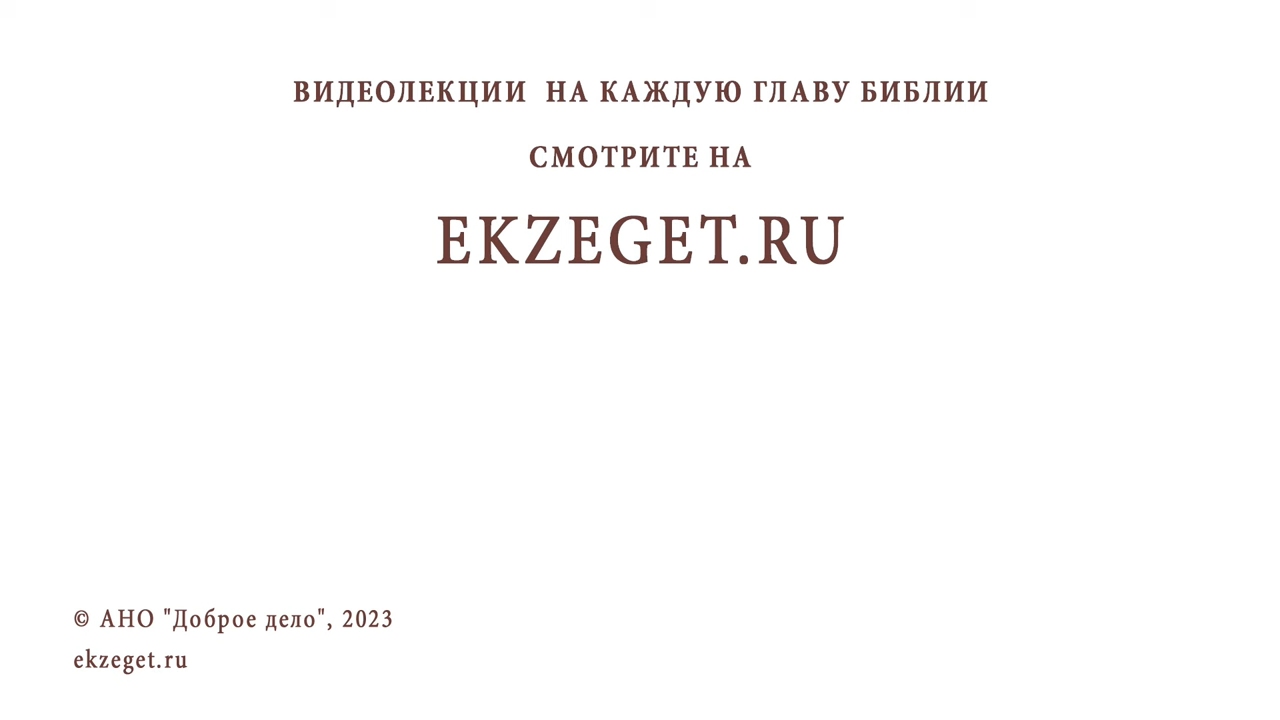 ВИДЕОЛЕКЦИИ НА КАЖДУЮ ГЛАВУ БИБЛИИ
СМОТРИТЕ НА
EKZEGET.RU
© АНО "Доброе дело", 2023
ekzeget.ru